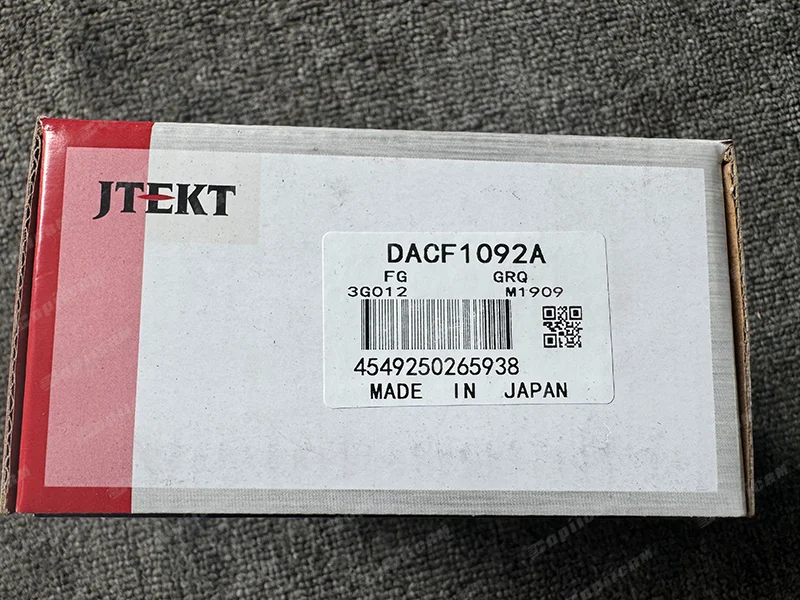 JTEKT
DACF1092A
FG GRQ
3G012 M1909
4549250265938
MADE IN JAPAN